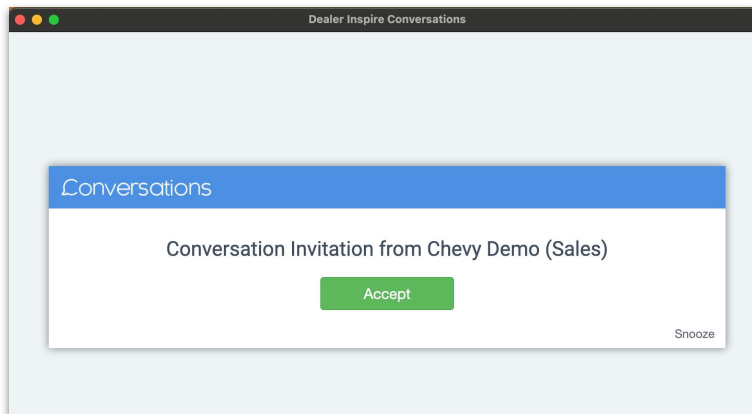 Dealer Inspire Conversations
Conversations
Conversation Invitation from Chevy Demo (Sales)
Accept
Snooze